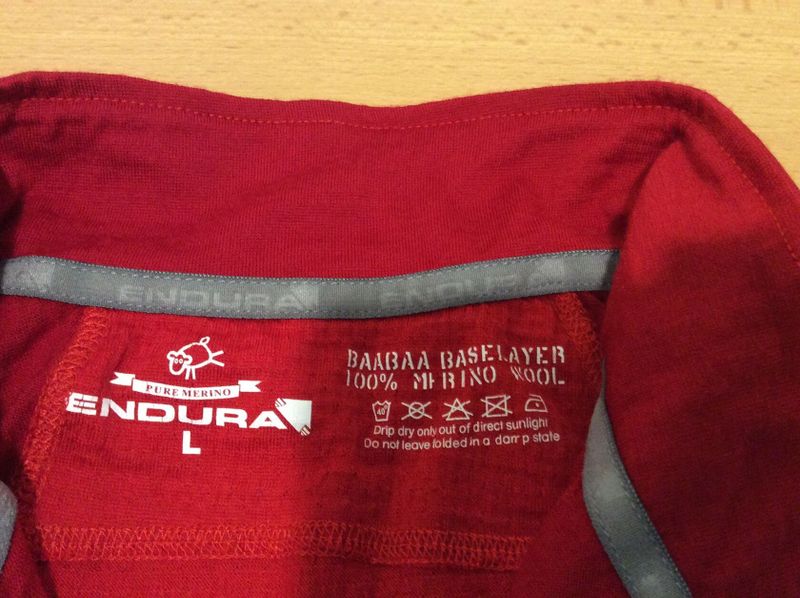 ENDURA ENDURA
PURE MERINO
ENDURA
L
BAABAA BASELAYER
100% MERINO WOOL
40
Drip dry only out of direct sunlight
Do not leave folded in a damp state